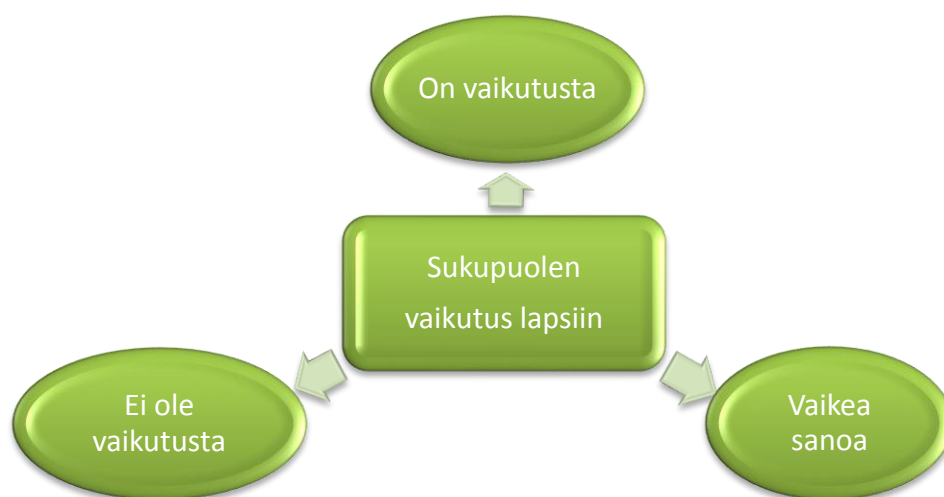 On vaikutusta
Sukupuolen
vaikutus lapsiin
Ei ole
vaikutusta
Vaikea
sanoa